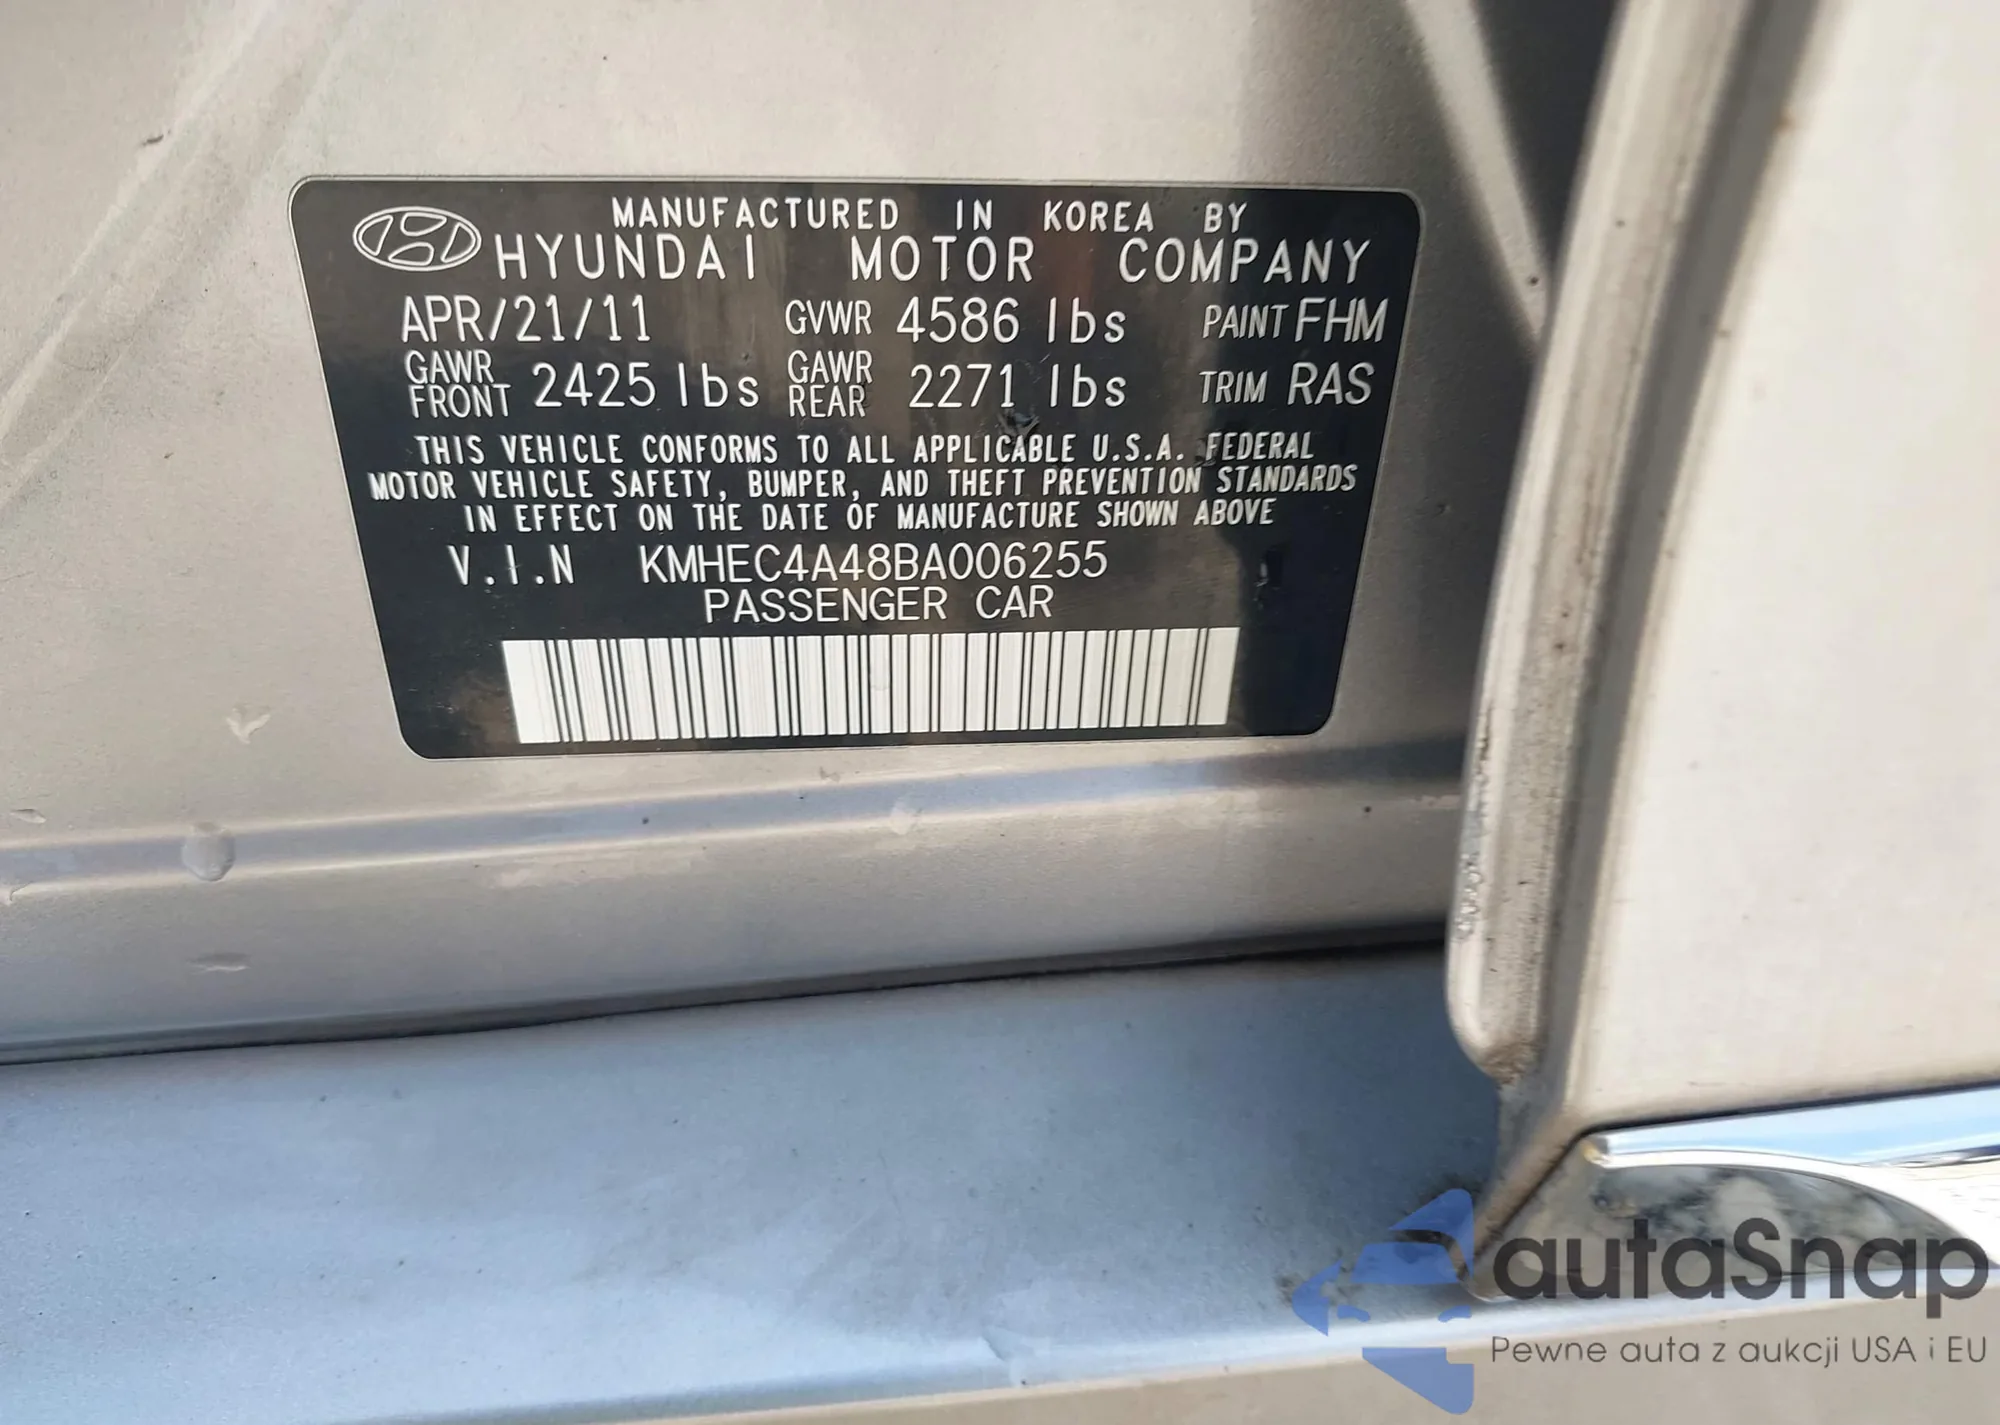 MANUFACTURED IN KOREA BY
HYUNDAI MOTOR COMPANY
APR/21/11 GVWR 4586 lbs PAINT FHM
GAWR FRONT 2425 lbs GAWR REAR 2271 lbs TRIM RAS
THIS VEHICLE CONFORMS TO ALL APPLICABLE U.S.A. FEDERAL
MOTOR VEHICLE SAFETY, BUMPER, AND THEFT PREVENTION STANDARDS
IN EFFECT ON THE DATE OF MANUFACTURE SHOWN ABOVE
V.I.N KMHEC4A48BA006255
PASSENGER CAR
autaSnap
Pewne auta z aukcji USA i EU